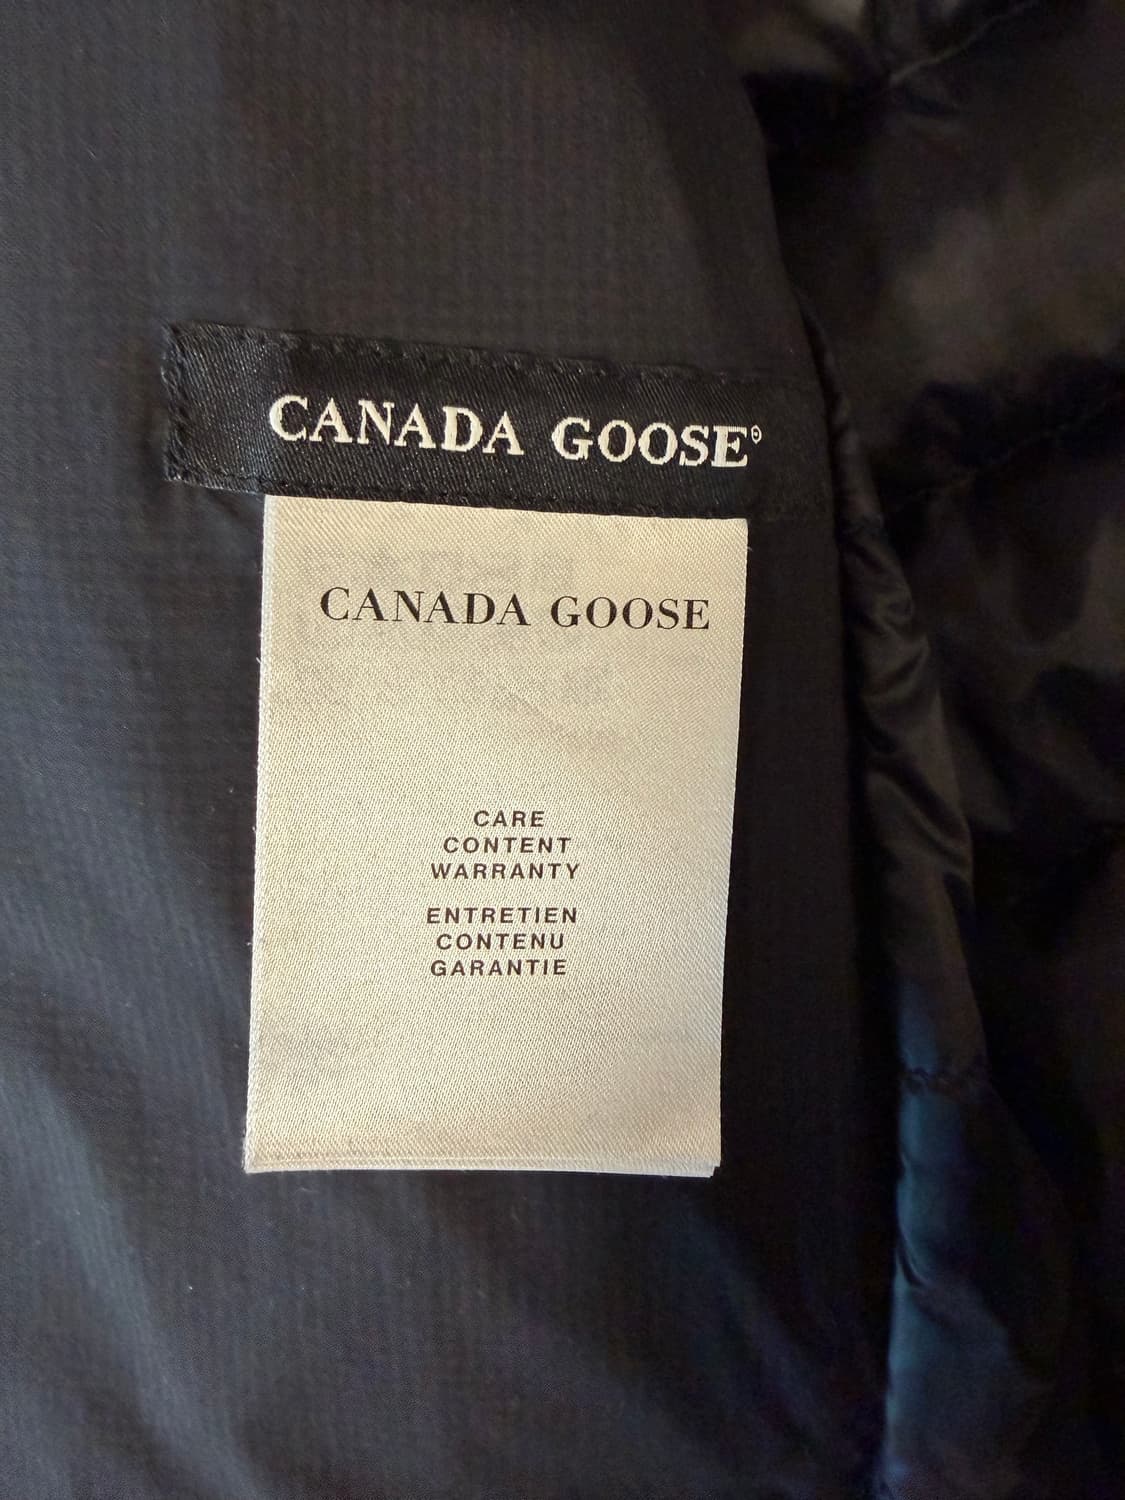 CANADA GOOSE®
CANADA GOOSE
CARE
CONTENT
WARRANTY
ENTRETIEN
CONTENU
GARANTIE